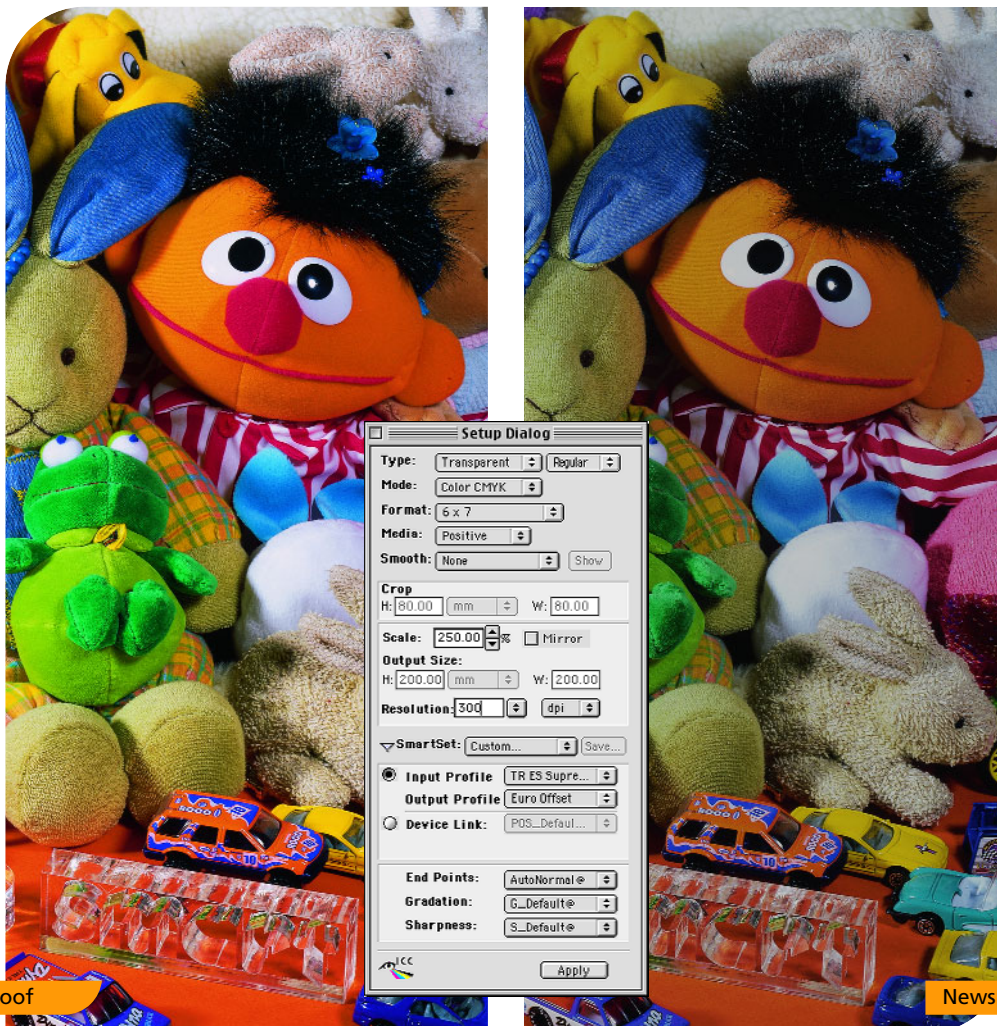 Setup Dialog
Type: Transparent Regular
Mode: Color CMYK
Format: 6 x 7
Media: Positive
Smooth: None Show
Crop
H: 80.00 mm W: 80.00
Scale: 250.00 % Mirror
Output Size:
H: 200.00 mm W: 200.00
Resolution: 300 dpi
SmartSet: Custom... Save...
Input Profile TR ES Supre...
Output Profile Euro Offset
Device Link: POS_Defaul...
End Points: AutoNormal@
Gradation: G_Default@
Sharpness: S_Default@
ICC
Apply
10
10
oof
News